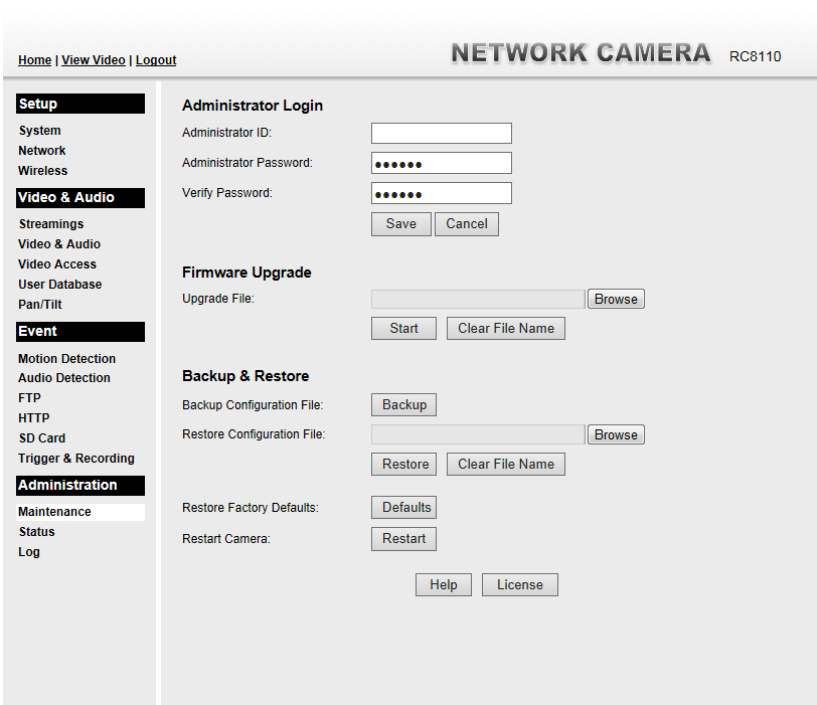 NETWORK CAMERA RC8110
Home | View Video | Logout
Setup
System
Network
Wireless
Video & Audio
Streamings
Video & Audio
Video Access
User Database
Pan/Tilt
Event
Motion Detection
Audio Detection
FTP
HTTP
SD Card
Trigger & Recording
Administration
Maintenance
Status
Log
Administrator Login
Administrator ID:
Administrator Password: ●●●●●●
Verify Password: ●●●●●●
Save Cancel
Firmware Upgrade
Upgrade File: Browse
Start Clear File Name
Backup & Restore
Backup Configuration File: Backup
Restore Configuration File: Browse
Restore Clear File Name
Restore Factory Defaults: Defaults
Restart Camera: Restart
Help License